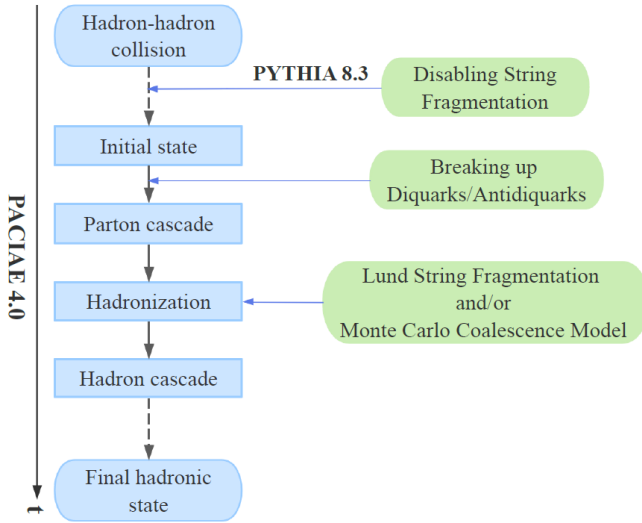 Hadron-hadron
collision
PYTHIA 8.3
Disabling String
Fragmentation
Initial state
Breaking up
Diquarks/Antidiquarks
Parton cascade
PACIAE 4.0
Hadronization
Lund String Fragmentation
and/or
Monte Carlo Coalescence Model
Hadron cascade
Final hadronic
state
t